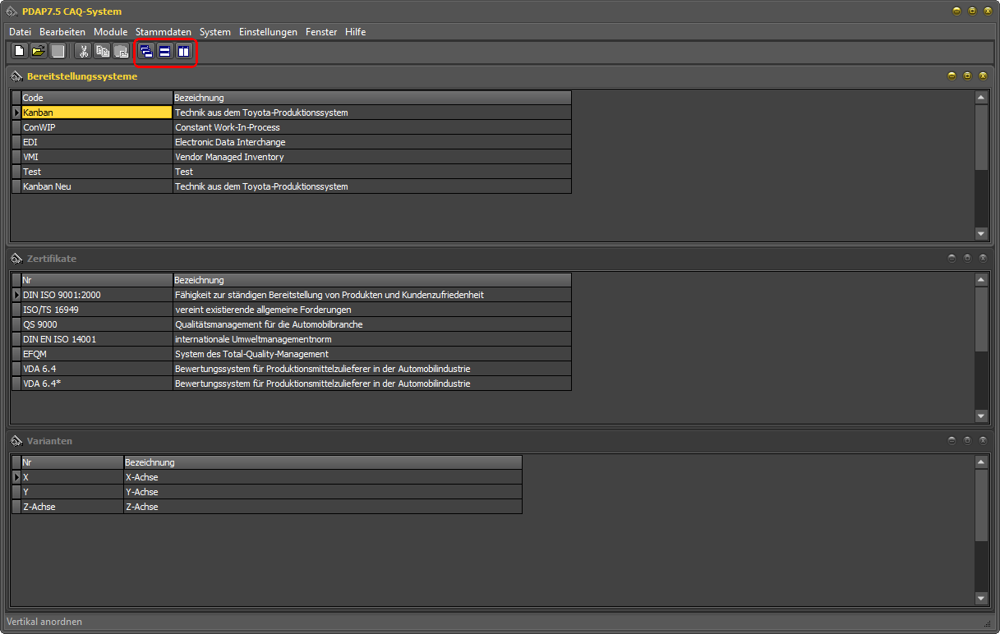 PDAP7.5 CAQ-System
Datei Bearbeiten Module Stammdaten System Einstellungen Fenster Hilfe
Bereitstellungssysteme
Code Bezeichnung
Kanban Technik aus dem Toyota-Produktionssystem
ConWIP Constant Work-In-Process
EDI Electronic Data Interchange
VMI Vendor Managed Inventory
Test Test
Kanban Neu Technik aus dem Toyota-Produktionssystem
Zertifikate
Nr Bezeichnung
DIN ISO 9001:2000 Fähigkeit zur ständigen Bereitstellung von Produkten und Kundenzufriedenheit
ISO/TS 16949 vereint existierende allgemeine Forderungen
QS 9000 Qualitätsmanagement für die Automobilbranche
DIN EN ISO 14001 internationale Umweltmanagementnorm
EFQM System des Total-Quality-Management
VDA 6.4 Bewertungssystem für Produktionsmittelzulieferer in der Automobilindustrie
VDA 6.4* Bewertungssystem für Produktionsmittelzulieferer in der Automobilindustrie
Varianten
Nr Bezeichnung
X X-Achse
Y Y-Achse
Z-Achse Z-Achse
Vertikal anordnen